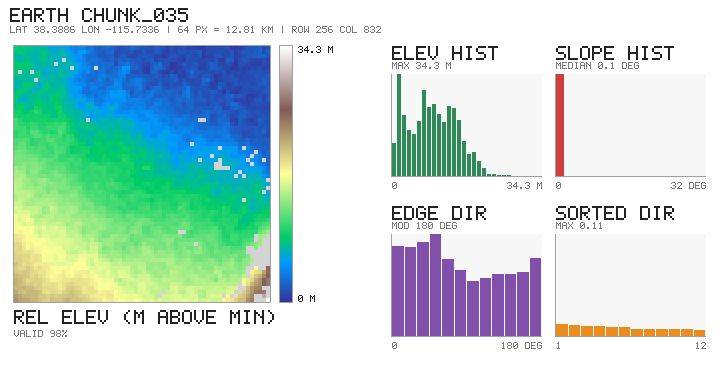 EARTH CHUNK_035
LAT 38.3886 LON -115.7336 | 64 PX = 12.81 KM | ROW 256 COL 832
34.3 M
0 M
REL ELEV (M ABOVE MIN)
VALID 98%
ELEV HIST
MAX 34.3 M
0 34.3 M
SLOPE HIST
MEDIAN 0.1 DEG
0 32 DEG
EDGE DIR
MOD 180 DEG
0 180 DEG
SORTED DIR
MAX 0.11
1 12